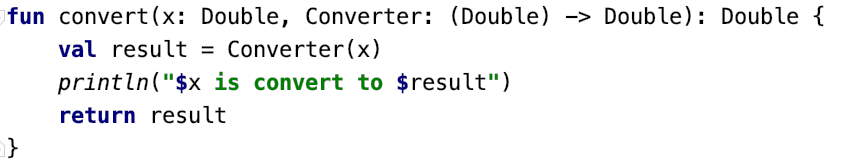 fun convert(x: Double, Converter: (Double) -> Double): Double {
    val result = Converter(x)
    println("$x is convert to $result")
    return result
}